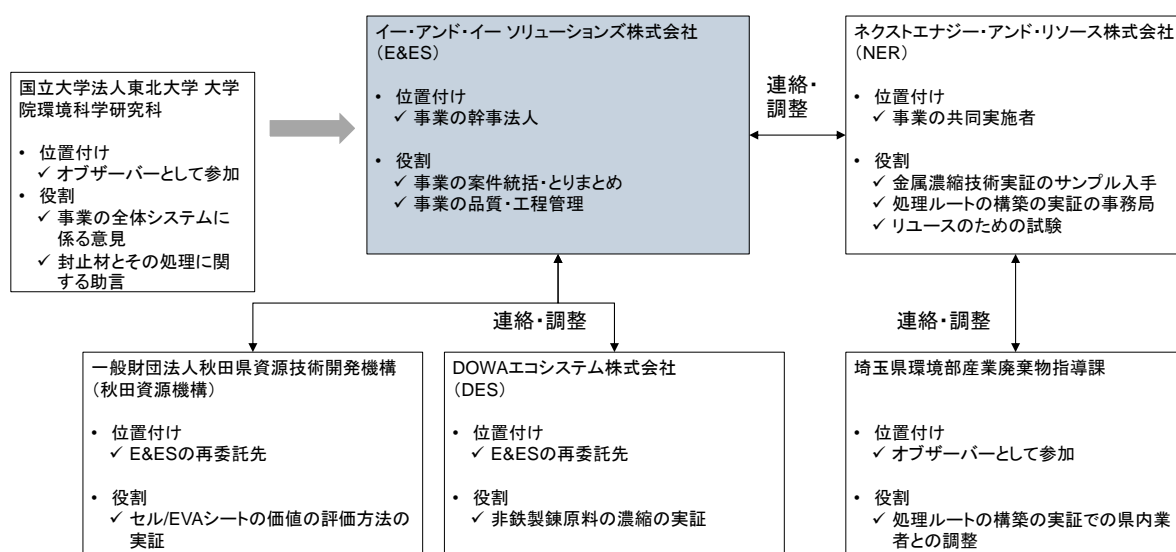 国立大学法人東北大学 大学
院環境科学研究科
• 位置付け
✓ オブザーバーとして参加
• 役割
✓ 事業の全体システムに
係る意見
✓ 封止材とその処理に関
する助言
イー・アンド・イー ソリューションズ株式会社
(E&ES)
• 位置付け
✓ 事業の幹事法人
• 役割
✓ 事業の案件統括・とりまとめ
✓ 事業の品質・工程管理
連絡・
調整
ネクストエナジー・アンド・リソース株式会社
(NER)
• 位置付け
✓ 事業の共同実施者
• 役割
✓ 金属濃縮技術実証のサンプル入手
✓ 処理ルートの構築の実証の事務局
✓ リユースのための試験
連絡・調整
連絡・調整
一般財団法人秋田県資源技術開発機構
(秋田資源機構)
• 位置付け
✓ E&ESの再委託先
• 役割
✓ セル/EVAシートの価値の評価方法の
実証
DOWAエコシステム株式会社
(DES)
• 位置付け
✓ E&ESの再委託先
• 役割
✓ 非鉄製錬原料の濃縮の実証
埼玉県環境部産業廃棄物指導課
• 位置付け
✓ オブザーバーとして参加
• 役割
✓ 処理ルートの構築の実証での県内業
者との調整